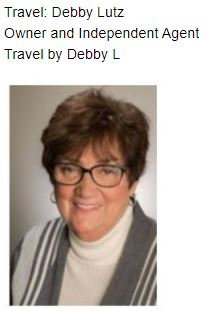 Travel: Debby Lutz
Owner and Independent Agent
Travel by Debby L